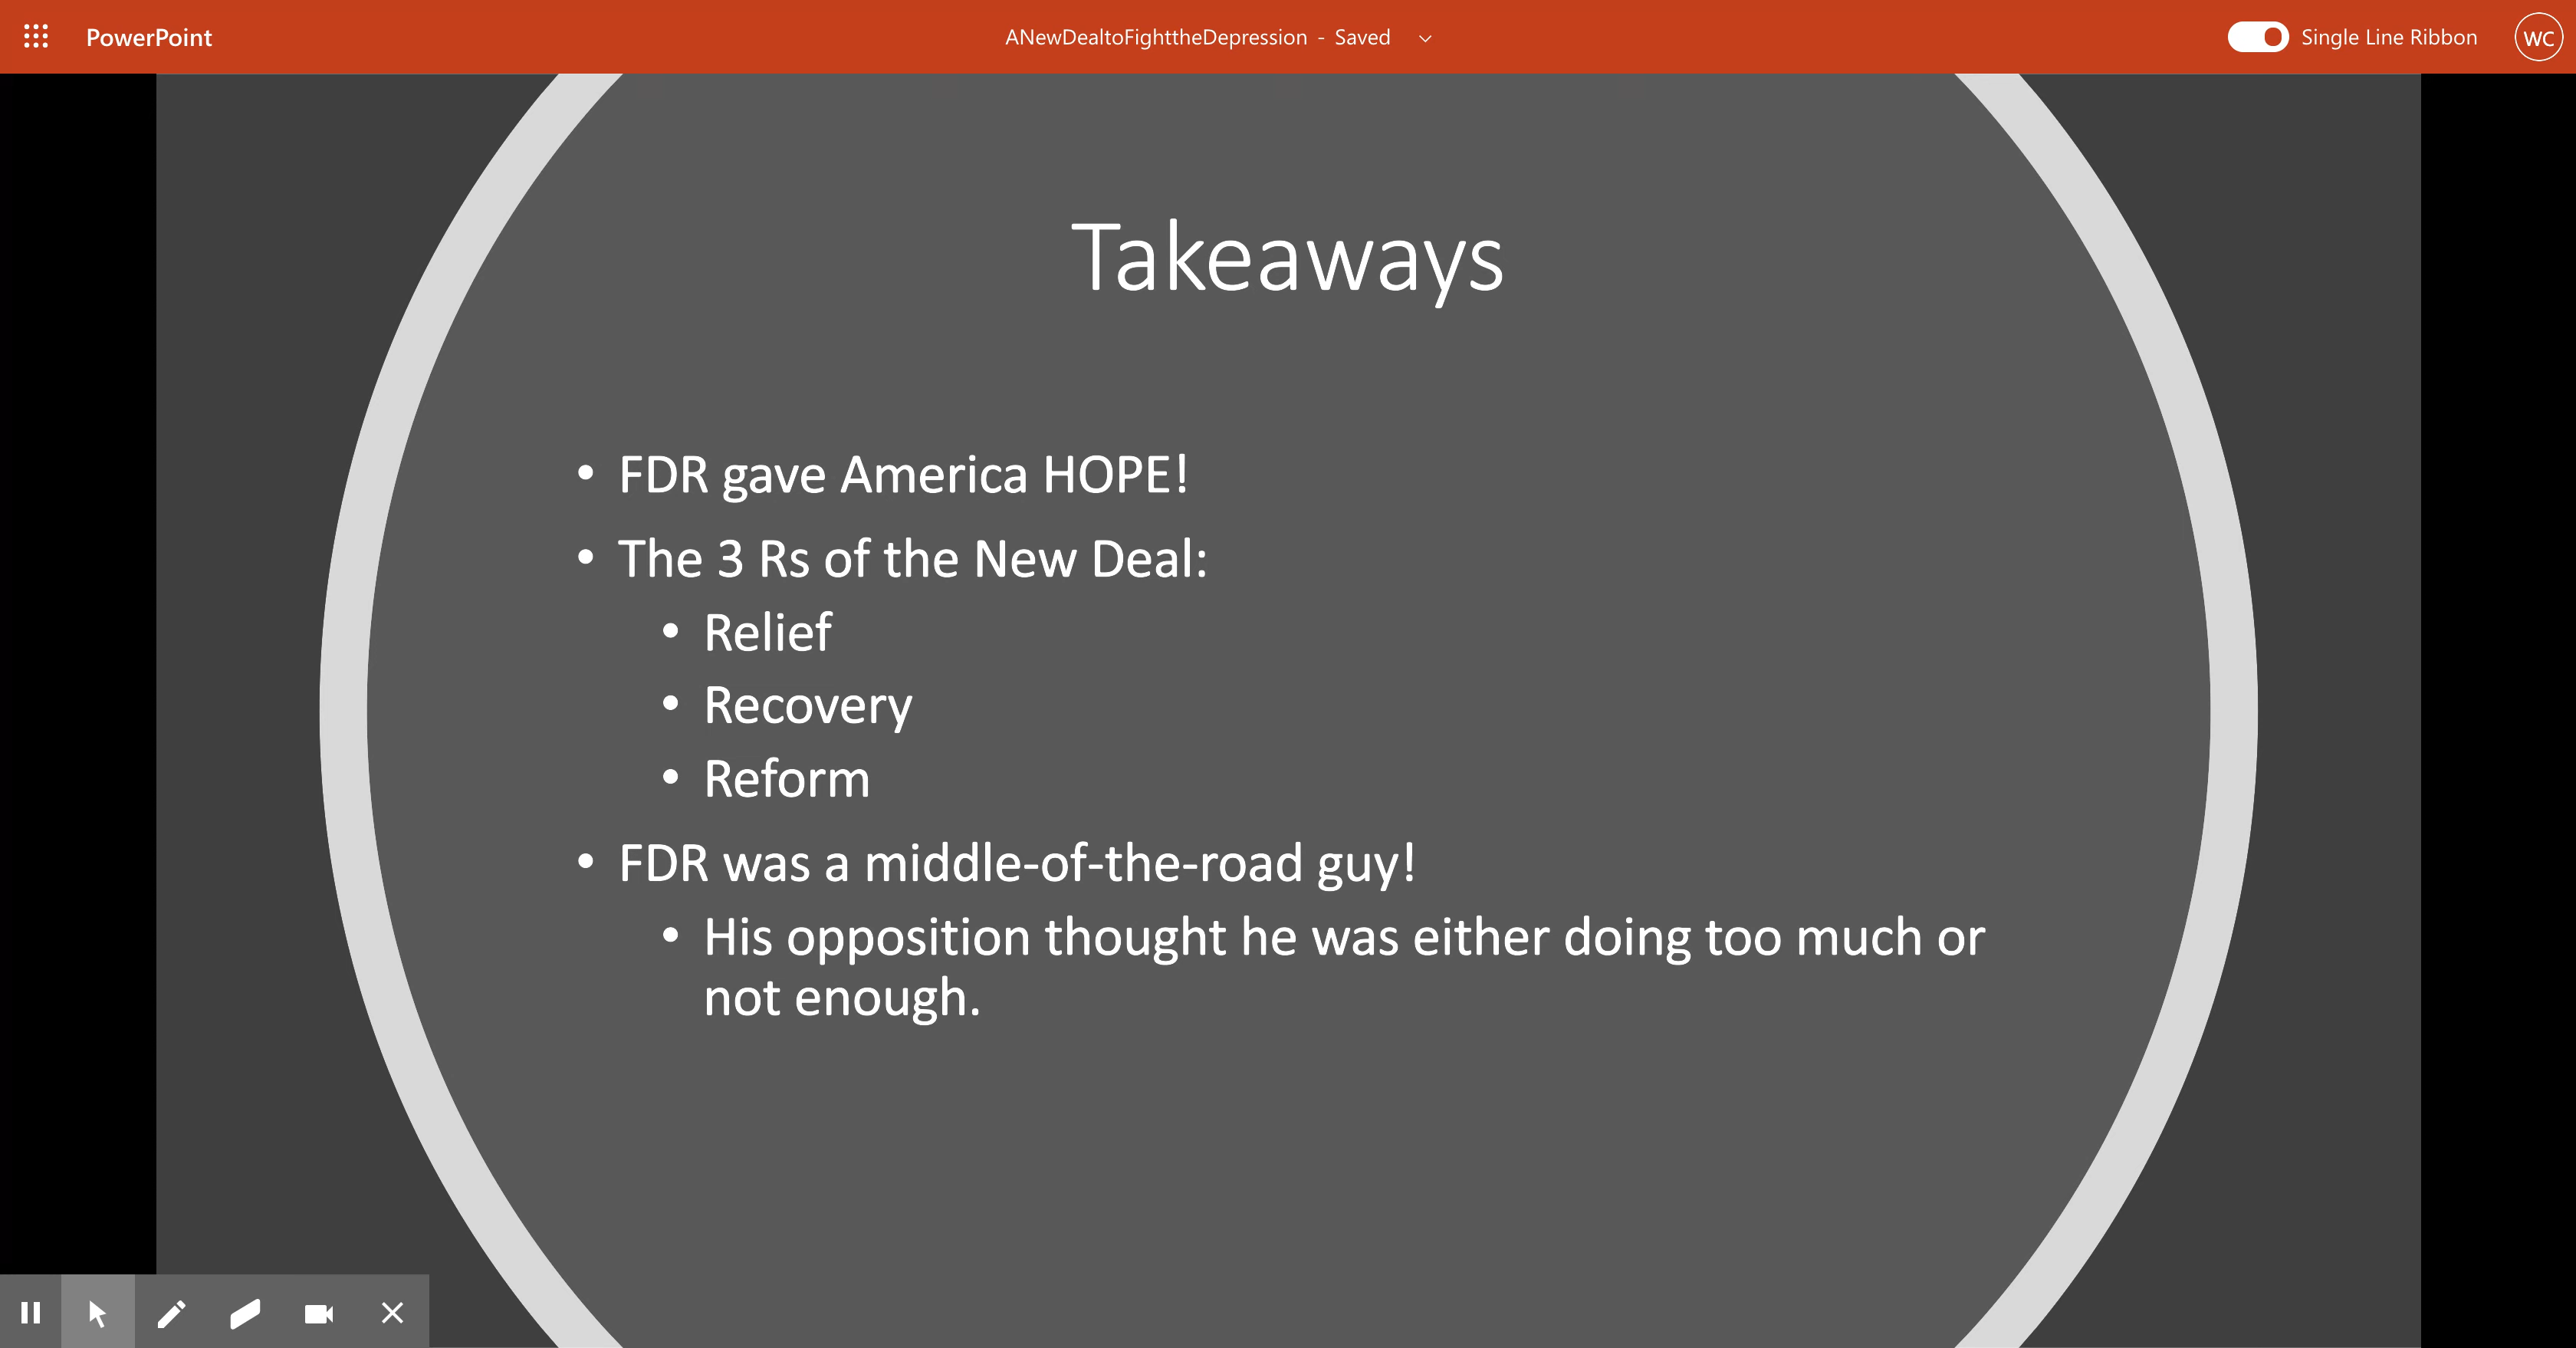 PowerPoint
ANewDealtoFighttheDepression - Saved
Single Line Ribbon
WC
Takeaways
• FDR gave America HOPE!
• The 3 Rs of the New Deal:
• Relief
• Recovery
• Reform
• FDR was a middle-of-the-road guy!
• His opposition thought he was either doing too much or
not enough.